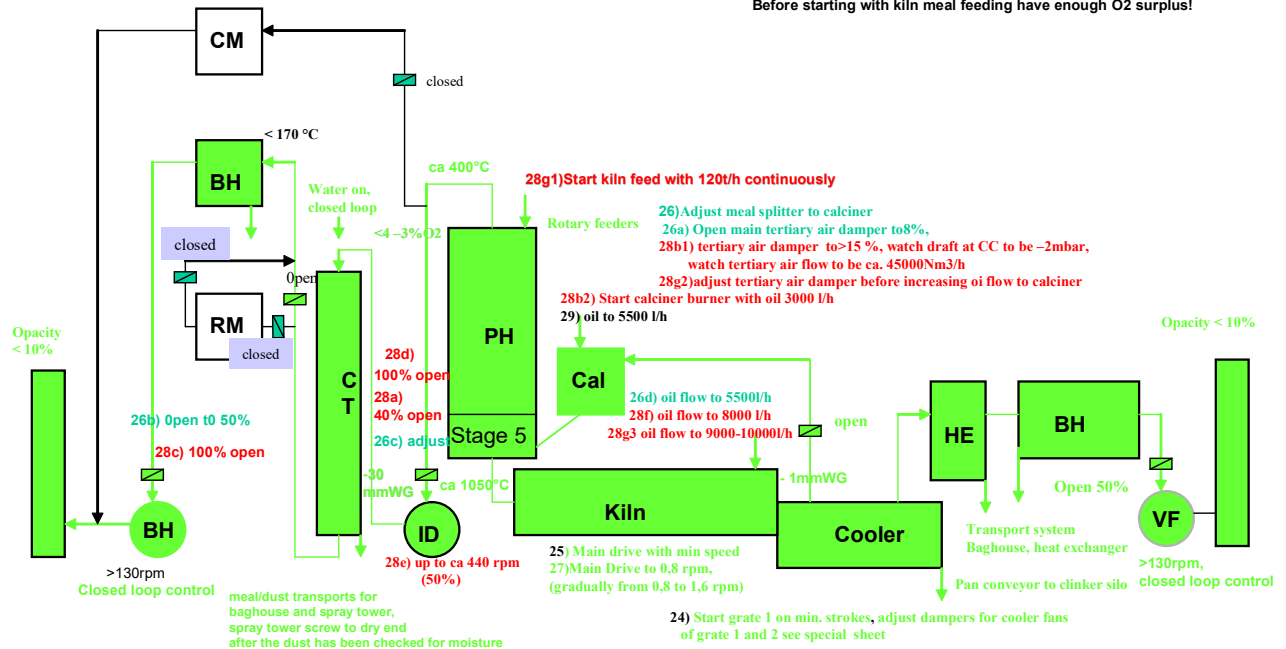 Before starting with kiln meal feeding have enough O2 surplus!
CM
closed
< 170 °C
BH
ca 400°C
28g1)Start kiln feed with 120t/h continuously
Water on,
closed loop
Rotary feeders
<4 –3%O2
26)Adjust meal splitter to calciner
26a) Open main tertiary air damper to8%,
28b1) tertiary air damper to>15 %, watch draft at CC to be –2mbar,
watch tertiary air flow to be ca. 45000Nm3/h
28g2)adjust tertiary air damper before increasing oi flow to calciner
28b2) Start calciner burner with oil 3000 l/h
29) oil to 5500 l/h
closed
0pen
RM
closed
Opacity
< 10%
Opacity < 10%
PH
C
T
28d)
100% open
28a)
40% open
26c) adjust
Cal
26d) oil flow to 5500l/h
28f) oil flow to 8000 l/h
28g3 oil flow to 9000-10000l/h
open
26b) 0pen t0 50%
28c) 100% open
Stage 5
HE
BH
-30
mmWG
ca 1050°C
- 1mmWG
Open 50%
BH
ID
Kiln
Cooler
VF
28e) up to ca 440 rpm
(50%)
25) Main drive with min speed
27)Main Drive to 0,8 rpm,
(gradually from 0,8 to 1,6 rpm)
Transport system
Baghouse, heat exchanger
>130rpm
Closed loop control
>130rpm,
closed loop control
Pan conveyor to clinker silo
meal/dust transports for
baghouse and spray tower,
spray tower screw to dry end
after the dust has been checked for moisture
24) Start grate 1 on min. strokes, adjust dampers for cooler fans
of grate 1 and 2 see special sheet